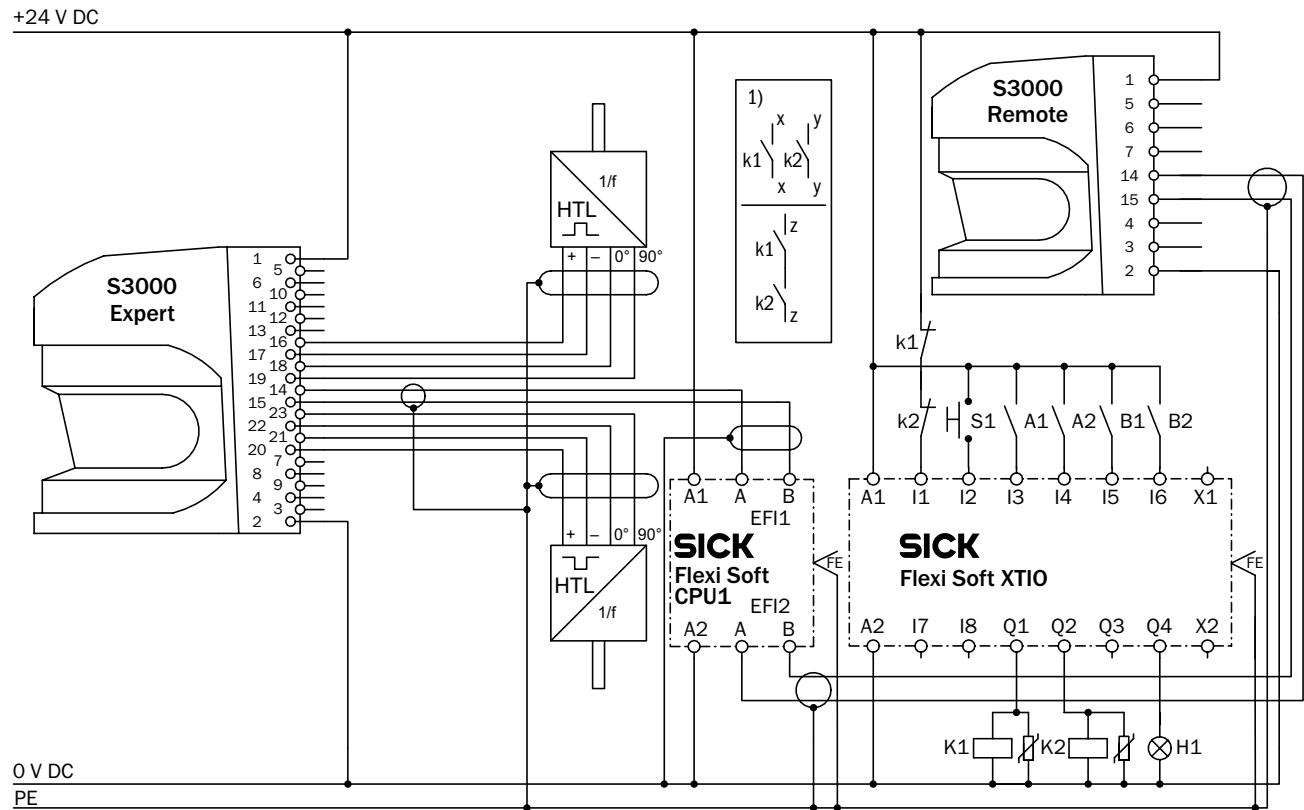 +24 V DC
S3000
Expert
1
5
6
10
11
12
13
16
17
18
19
14
15
23
22
21
20
7
8
9
4
3
2
1/f
HTL
+ – 0° 90°
+ – 0° 90°
HTL
1/f
1)
x y
k1 k2
x y
z
k1
k2
z
S3000
Remote
1
5
6
7
14
15
4
3
2
k1
k2 S1 A1 A2 B1 B2
A1 A B
EFI1
SICK
Flexi Soft
CPU1
EFI2
A2 A B
FE
A1 I1 I2 I3 I4 I5 I6 X1
SICK
Flexi Soft XTIO
FE
A2 I7 I8 Q1 Q2 Q3 Q4 X2
K1 K2 H1
0 V DC
PE